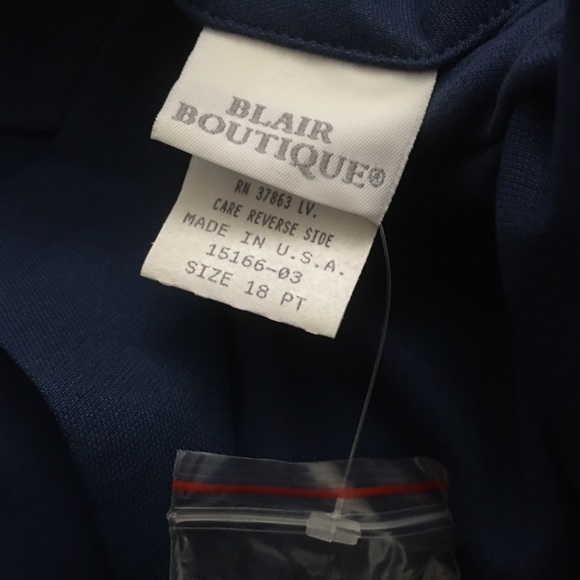 BLAIR
BOUTIQUE®
RN 37863 LV.
CARE REVERSE SIDE
MADE IN U.S.A.
15166-03
SIZE 18 PT